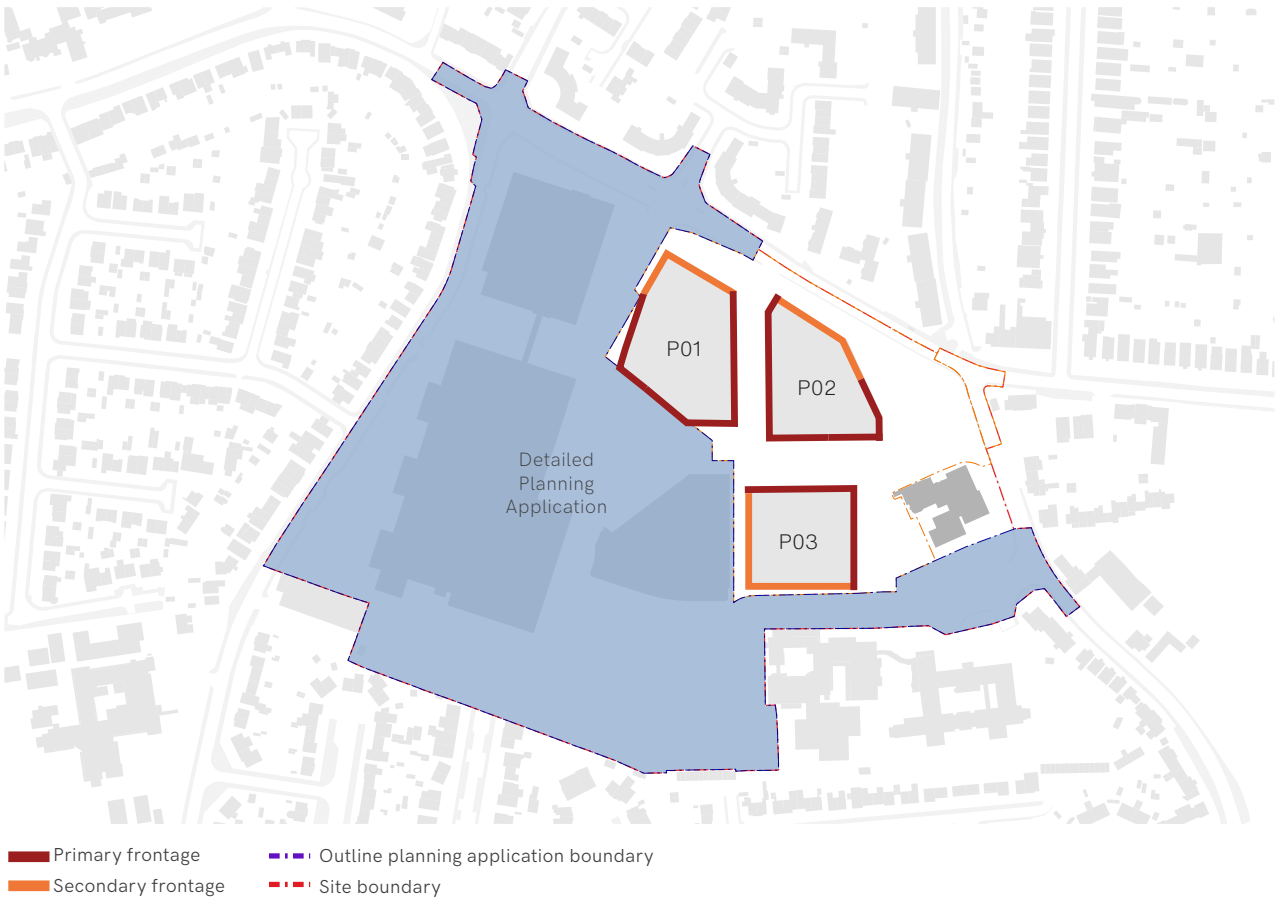 P01
P02
Detailed
Planning
Application
P03
Primary frontage
Secondary frontage
Outline planning application boundary
Site boundary